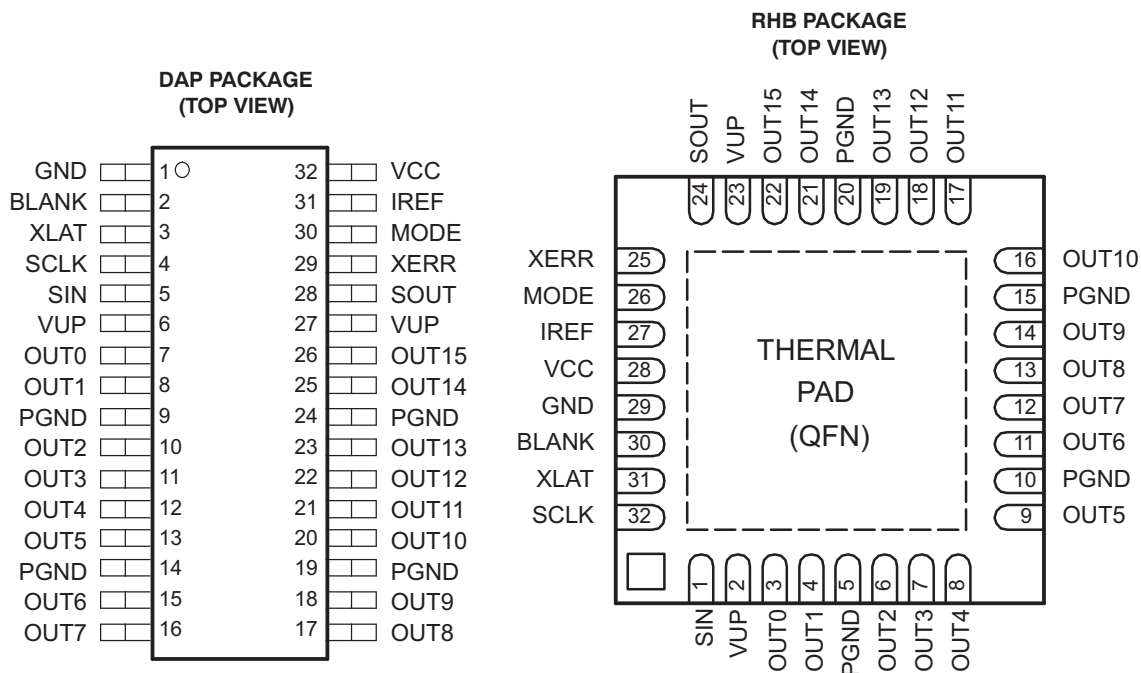 DAP PACKAGE
(TOP VIEW)
GND 1 32 VCC
BLANK 2 31 IREF
XLAT 3 30 MODE
SCLK 4 29 XERR
SIN 5 28 SOUT
VUP 6 27 VUP
OUT0 7 26 OUT15
OUT1 8 25 OUT14
PGND 9 24 PGND
OUT2 10 23 OUT13
OUT3 11 22 OUT12
OUT4 12 21 OUT11
OUT5 13 20 OUT10
PGND 14 19 PGND
OUT6 15 18 OUT9
OUT7 16 17 OUT8
RHB PACKAGE
(TOP VIEW)
SOUT VUP OUT15 OUT14 PGND OUT13 OUT12 OUT11
24 23 22 21 20 19 18 17
XERR 25 16 OUT10
MODE 26 15 PGND
IREF 27 14 OUT9
VCC 28 13 OUT8
GND 29 12 OUT7
BLANK 30 11 OUT6
XLAT 31 10 PGND
SCLK 32 9 OUT5
THERMAL
PAD
(QFN)
1 2 3 4 5 6 7 8
SIN VUP OUT0 OUT1 PGND OUT2 OUT3 OUT4